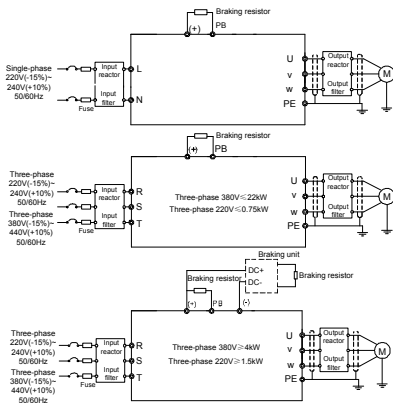 Braking resistor
(+)
PB
Single-phase
220V(-15%)~
240V(+10%)
50/60Hz
Fuse
Input
reactor
Input
filter
L
N
U
v
w
PE
Output
reactor
Output
filter
M
Braking resistor
(+)
PB
Three-phase
220V(-15%)~
240V(+10%)
50/60Hz
Three-phase
380V(-15%)~
440V(+10%)
50/60Hz
Fuse
Input
reactor
Input
filter
R
S
T
Three-phase 380V≤22kW
Three-phase 220V≤0.75kW
U
v
w
PE
Output
reactor
Output
filter
M
Braking unit
DC+
DC-
Braking resistor
Braking resistor
(+)
PB
(-)
Three-phase
220V(-15%)~
240V(+10%)
50/60Hz
Three-phase
380V(-15%)~
440V(+10%)
50/60Hz
Fuse
Input
reactor
Input
filter
R
S
T
Three-phase 380V≥4kW
Three-phase 220V≥1.5kW
U
v
w
PE
Output
reactor
Output
filter
M